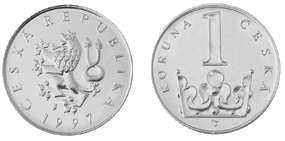 ČESKÁ REPUBLIKA
1997
1
KORUNA ČESKÁ